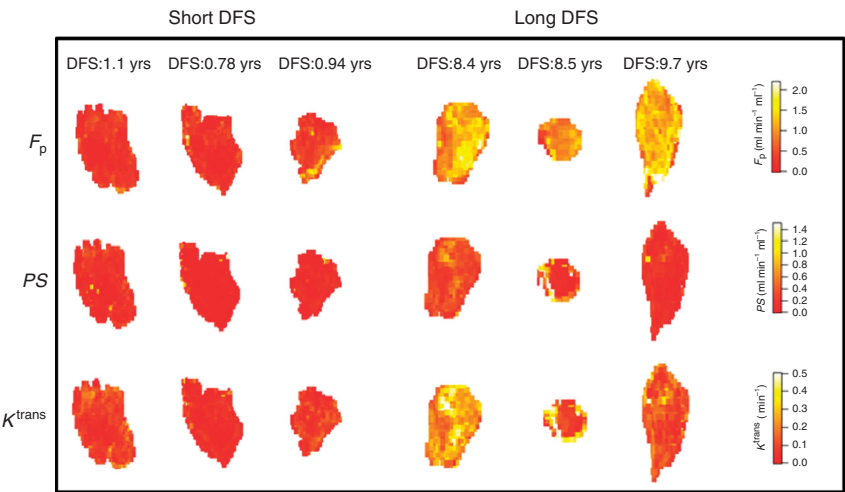 Short DFS Long DFS
DFS:1.1 yrs DFS:0.78 yrs DFS:0.94 yrs DFS:8.4 yrs DFS:8.5 yrs DFS:9.7 yrs
Fp
2.0
1.5
1.0
0.5
0.0
Fp (ml min⁻¹ ml⁻¹)
PS
1.4
1.2
1.0
0.8
0.6
0.4
0.2
0.0
PS (ml min⁻¹ ml⁻¹)
Ktrans
0.5
0.4
0.3
0.2
0.1
0.0
Ktrans ( min⁻¹)